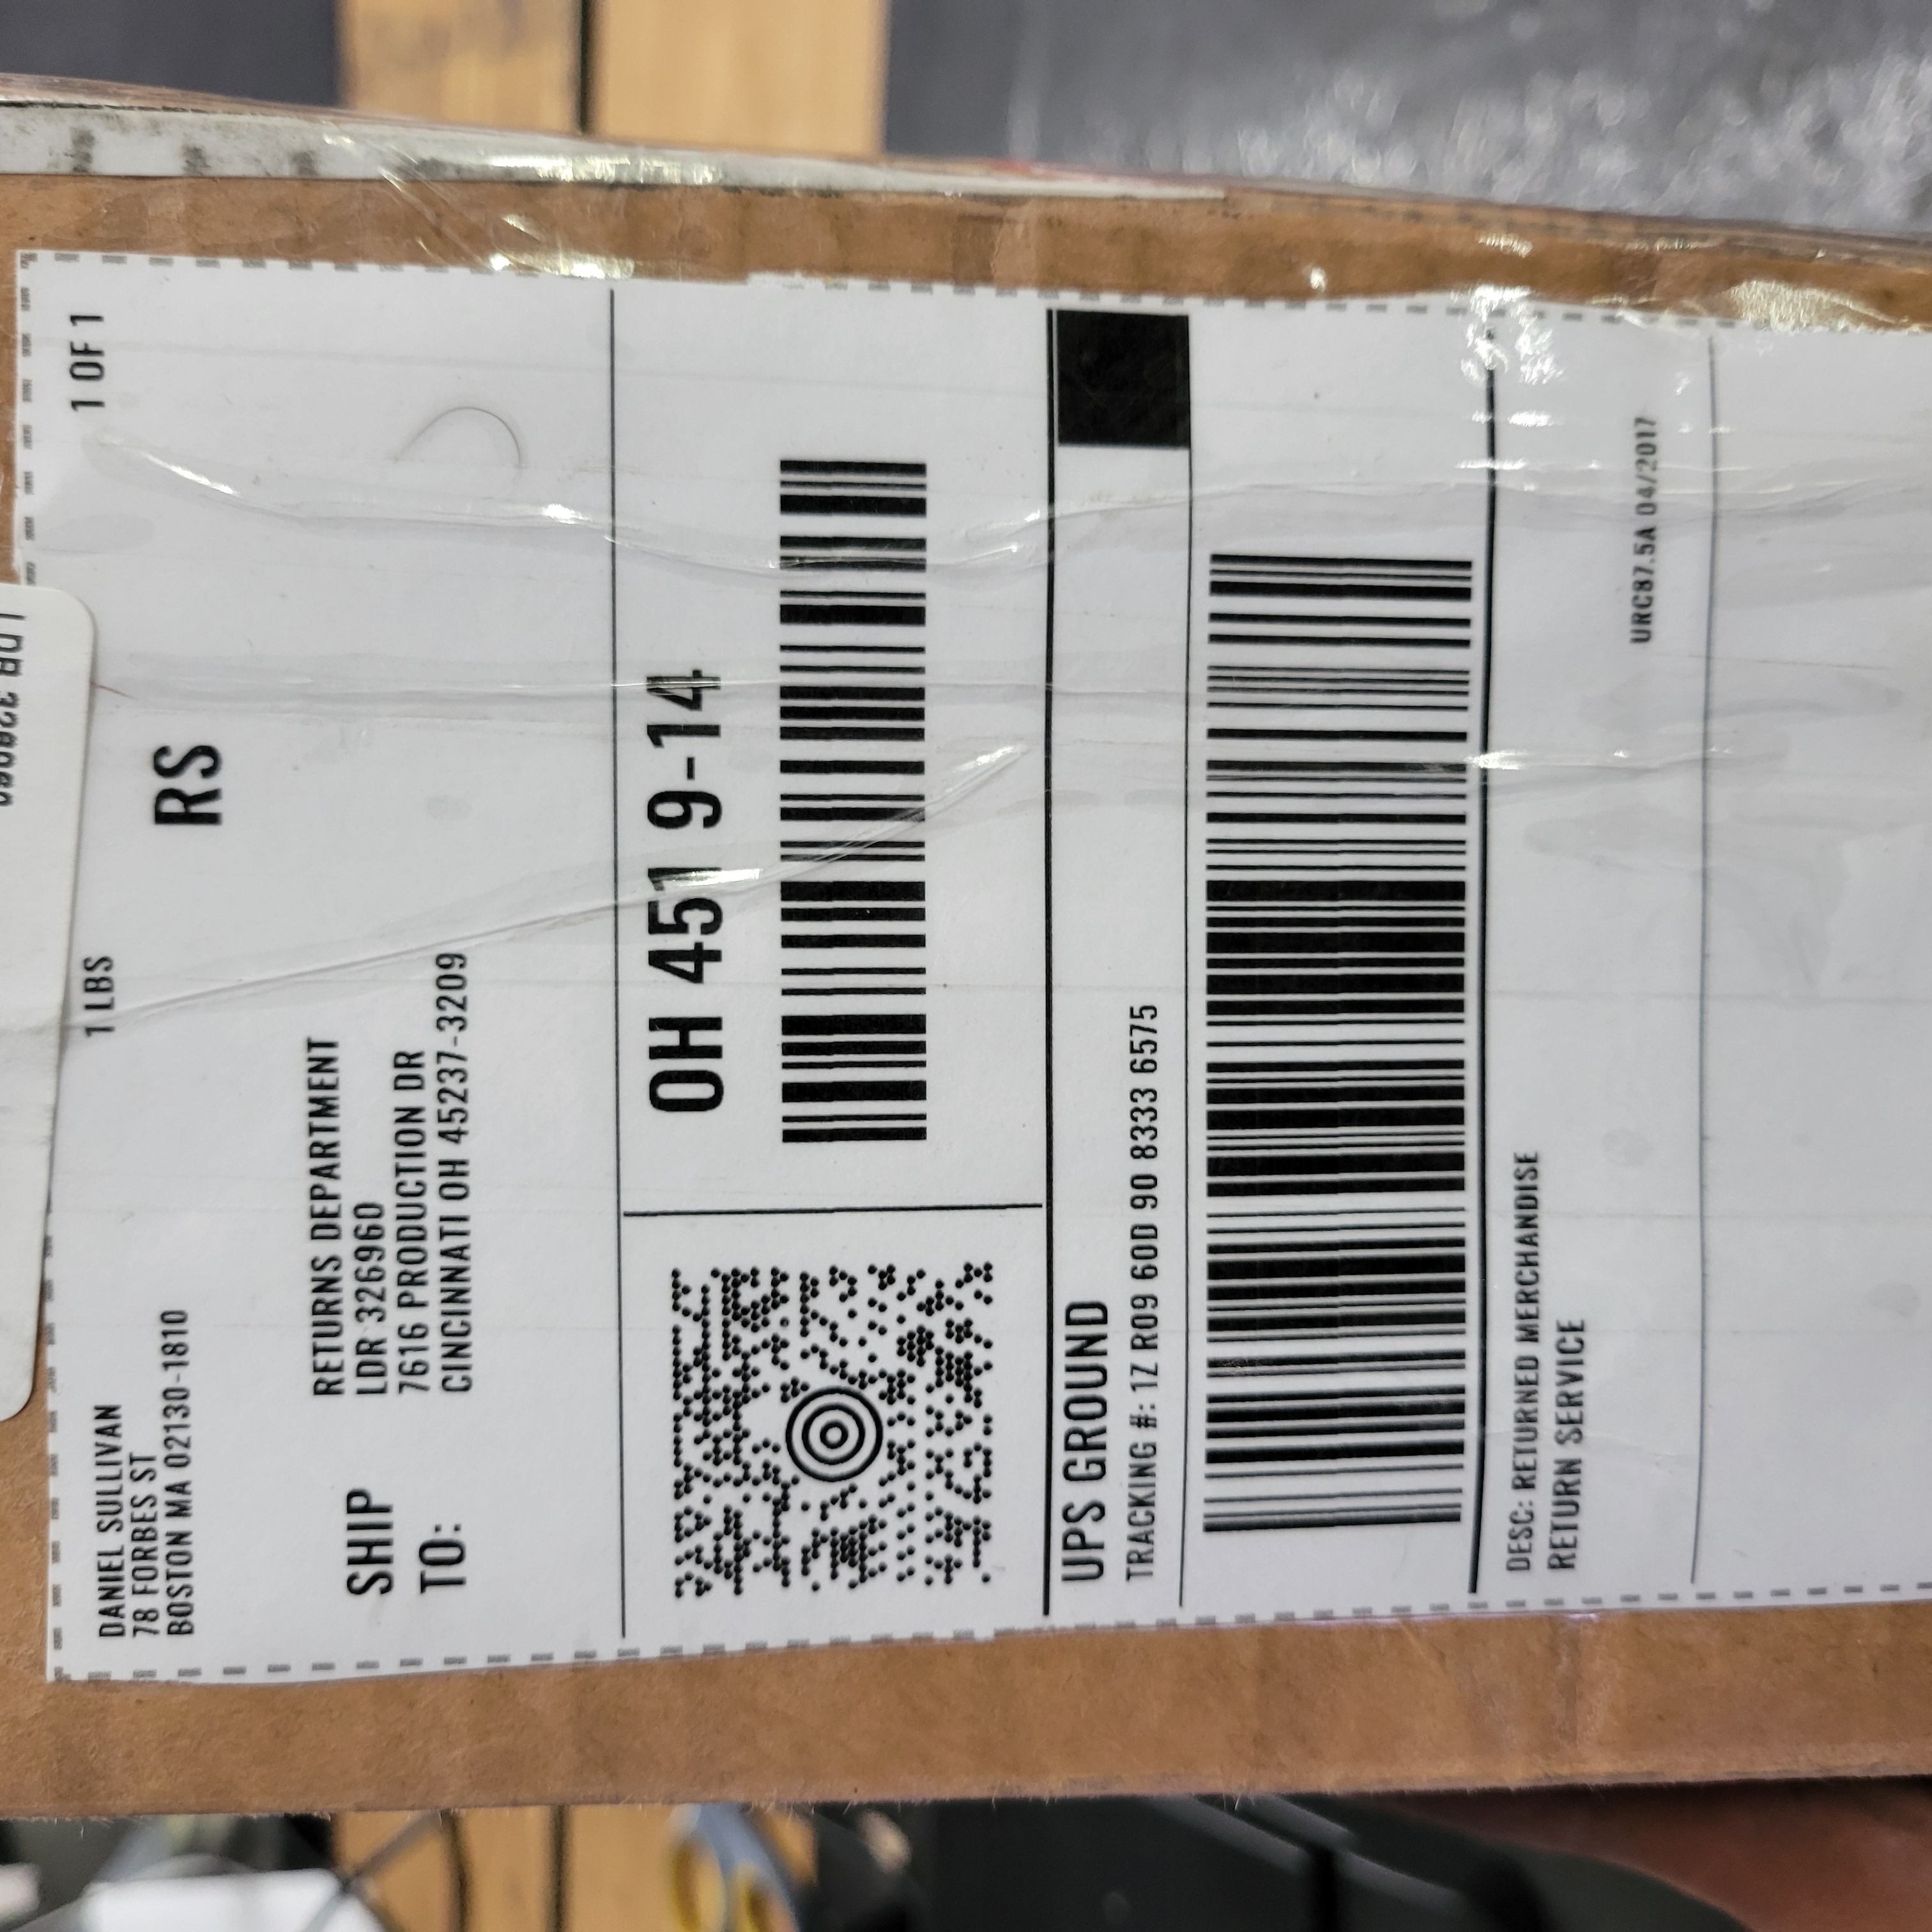 DANIEL SULLIVAN
78 FORBES ST
BOSTON MA 02130-1810
1 LBS
1 OF 1
RS
SHIP
TO:
RETURNS DEPARTMENT
LDR 326960
7616 PRODUCTION DR
CINCINNATI OH 45237-3209
OH 451 9-14
UPS GROUND
TRACKING #: 1Z R09 60D 90 8333 6575
DESC: RETURNED MERCHANDISE
RETURN SERVICE
URC87.5A 04/2017